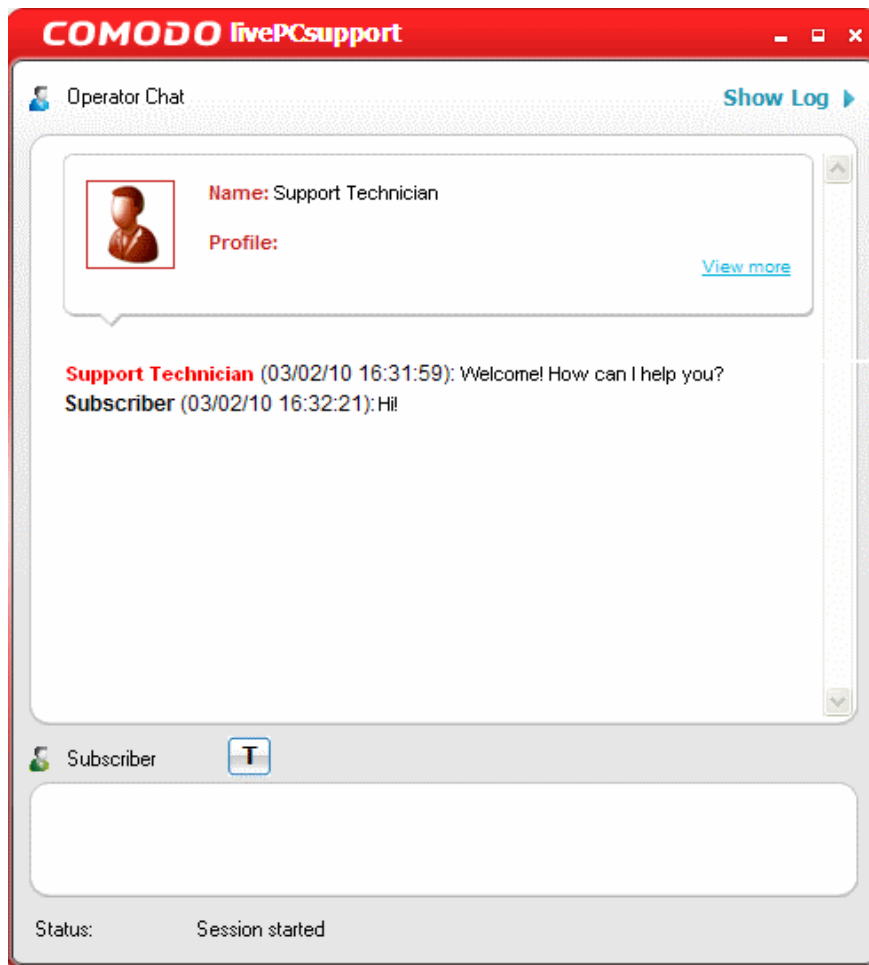 COMODO livePCsupport
Operator Chat
Show Log
Name: Support Technician
Profile:
View more
Support Technician (03/02/10 16:31:59): Welcome! How can I help you?
Subscriber (03/02/10 16:32:21): Hi!
Subscriber
T
Status: Session started